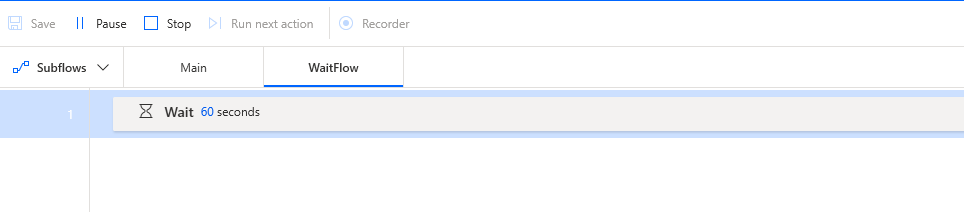 Save Pause Stop Run next action Recorder
Subflows Main WaitFlow
1 Wait 60 seconds